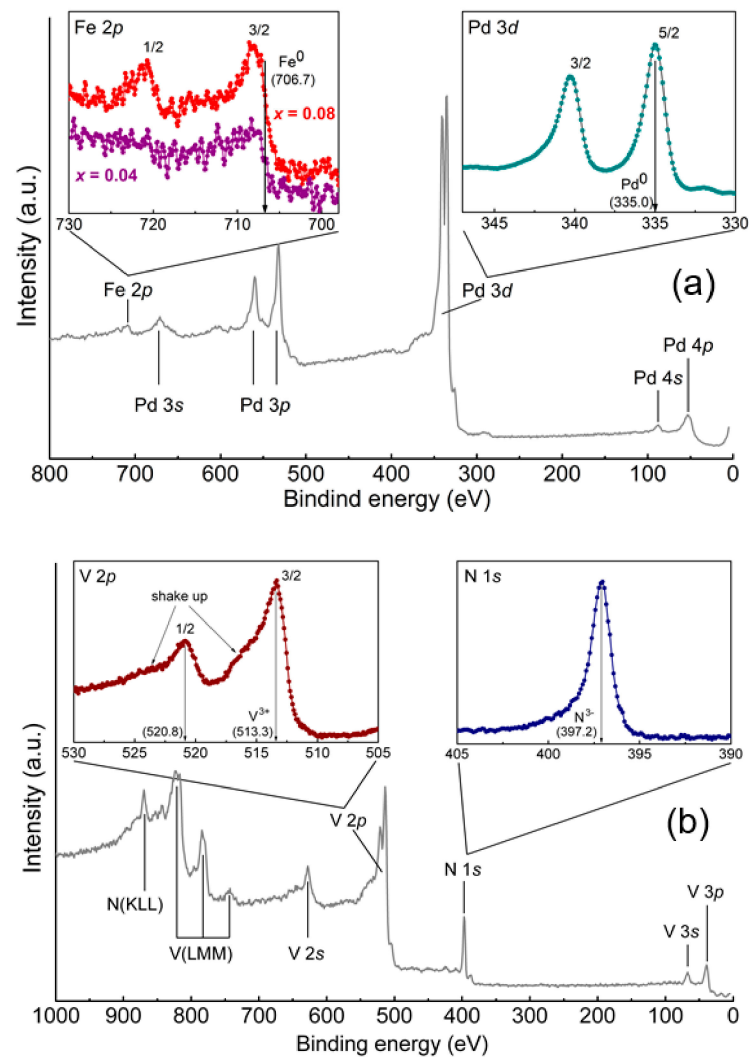 Fe 2p
1/2
3/2
Fe⁰
(706.7)
x = 0.08
x = 0.04
730 720 710 700
Pd 3d
3/2
5/2
Pd⁰
(335.0)
345 340 335 330
Intensity (a.u.)
(a)
Fe 2p
Pd 3d
Pd 3s
Pd 3p
Pd 4s
Pd 4p
800 700 600 500 400 300 200 100 0
Bindind energy (eV)
V 2p
shake up
1/2
3/2
(520.8)
V³⁺
(513.3)
530 525 520 515 510 505
N 1s
N³⁻
(397.2)
405 400 395 390
Intensity (a.u.)
(b)
V 2p
N 1s
N(KLL)
V(LMM)
V 2s
V 3s
V 3p
1000 900 800 700 600 500 400 300 200 100 0
Binding energy (eV)